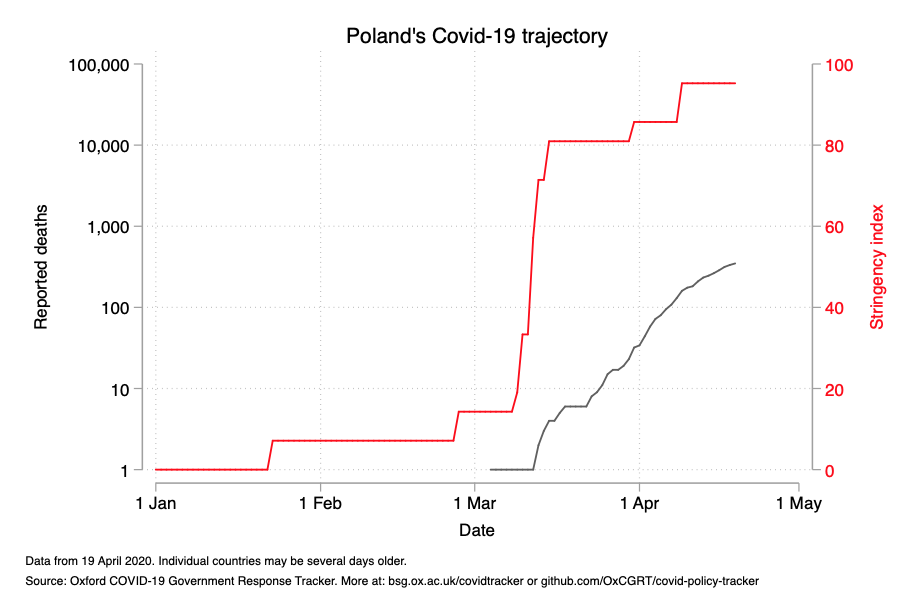 Poland's Covid-19 trajectory
100,000
10,000
1,000
100
10
1
Reported deaths
100
80
60
40
20
0
Stringency index
1 Jan
1 Feb
1 Mar
1 Apr
1 May
Date
Data from 19 April 2020. Individual countries may be several days older.
Source: Oxford COVID-19 Government Response Tracker. More at: bsg.ox.ac.uk/covidtracker or github.com/OxCGRT/covid-policy-tracker